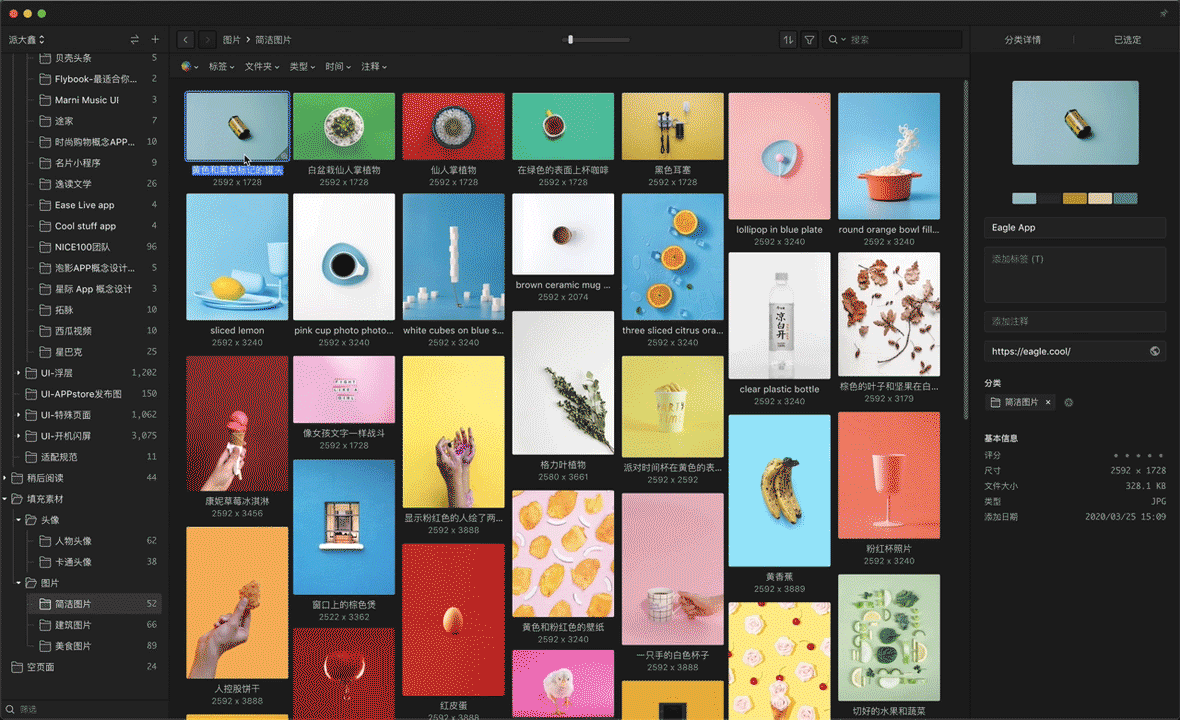 派大鑫
贝壳头条 5
Flybook-最适合你... 2
Marni Music UI 3
途家 7
时尚购物概念APP... 10
名片小程序 9
逸读文学 26
Ease Live app 4
Cool stuff app 4
NICE100团队 96
泡影APP概念设计... 5
星际 App 概念设计 3
拓脉 10
西瓜视频 10
星巴克 25
UI-浮层 1,202
UI-APPstore发布图 150
UI-特殊页面 1,062
UI-开机闪屏 3,075
适配规范 11
稍后阅读 44
填充素材
头像
人物头像 62
卡通头像 38
图片
简洁图片 52
建筑图片 66
美食图片 89
空页面 24
筛选
图片 简洁图片
搜索
标签 文件夹 类型 时间 注释
黄色和黑色标记的罐头
2592 x 1728
白盆栽仙人掌植物
2592 x 1728
仙人掌植物
2592 x 1728
在绿色的表面上杯咖啡
2592 x 1728
黑色耳塞
2592 x 1728
lollipop in blue plate
2592 x 3240
round orange bowl fill...
2592 x 3240
sliced lemon
2592 x 3240
pink cup photo photo...
2592 x 3240
white cubes on blue s...
2592 x 3240
brown ceramic mug ...
2592 x 2074
three sliced citrus ora...
2592 x 3240
凉白开
clear plastic bottle
2592 x 3240
棕色的叶子和坚果在白...
2592 x 3179
康妮草莓冰淇淋
2592 x 3456
FIGHT
LIKE A
GIRL
像女孩文字一样战斗
2592 x 1728
显示粉红色的人绘了两...
2592 x 3888
格力叶植物
2580 x 3661
PARTY
TIME
派对时间杯在黄色的表...
2592 x 2592
黄香蕉
2592 x 3889
粉红杯照片
2592 x 3240
人控股饼干
2592 x 3888
窗口上的棕色煲
2522 x 3362
红皮蛋
2592 x 3888
黄色和粉红色的壁纸
2592 x 3240
一只手的白色杯子
2592 x 3888
切好的水果和蔬菜
分类详情 已选定
Eagle App
添加标签 (T)
添加注释
https://eagle.cool/
分类
简洁图片 ×
基本信息
评分
尺寸 2592 × 1728
文件大小 328.1 KB
类型 JPG
添加日期 2020/03/25 15:09